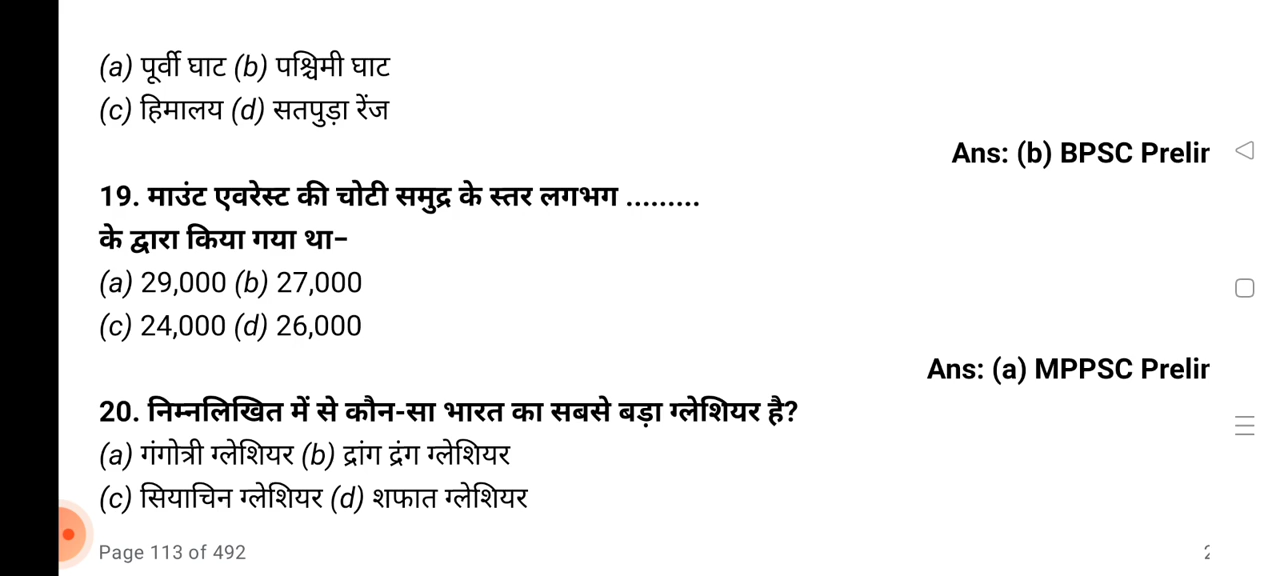 (a) पूर्वी घाट (b) पश्चिमी घाट
(c) हिमालय (d) सतपुड़ा रेंज
Ans: (b) BPSC Prelir
19. माउंट एवरेस्ट की चोटी समुद्र के स्तर लगभग .........
के द्वारा किया गया था–
(a) 29,000 (b) 27,000
(c) 24,000 (d) 26,000
Ans: (a) MPPSC Prelir
20. निम्नलिखित में से कौन-सा भारत का सबसे बड़ा ग्लेशियर है?
(a) गंगोत्री ग्लेशियर (b) द्रांग द्रंग ग्लेशियर
(c) सियाचिन ग्लेशियर (d) शफात ग्लेशियर
Page 113 of 492